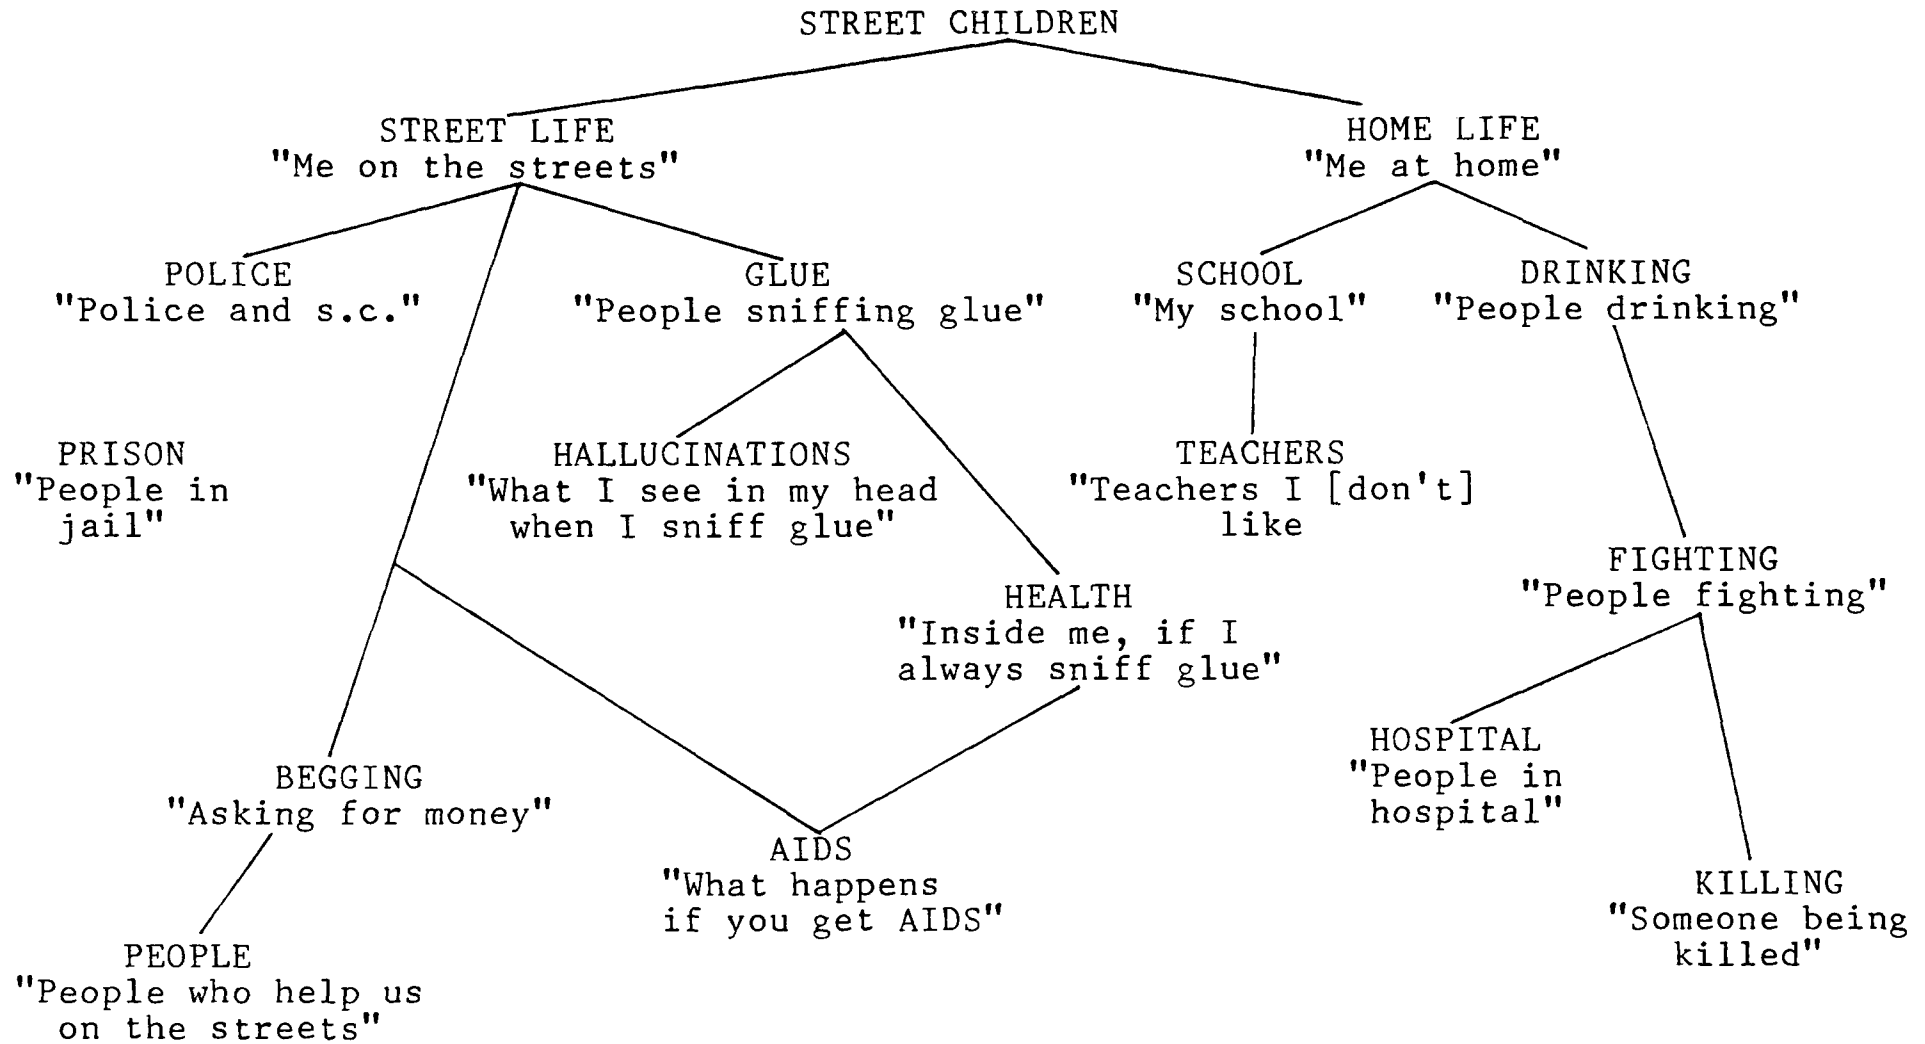 STREET CHILDREN
STREET LIFE
"Me on the streets"
HOME LIFE
"Me at home"
POLICE
"Police and s.c."
GLUE
"People sniffing glue"
SCHOOL
"My school"
DRINKING
"People drinking"
PRISON
"People in
jail"
HALLUCINATIONS
"What I see in my head
when I sniff glue"
TEACHERS
"Teachers I [don't]
like
FIGHTING
"People fighting"
HEALTH
"Inside me, if I
always sniff glue"
HOSPITAL
"People in
hospital"
BEGGING
"Asking for money"
AIDS
"What happens
if you get AIDS"
KILLING
"Someone being
killed"
PEOPLE
"People who help us
on the streets"